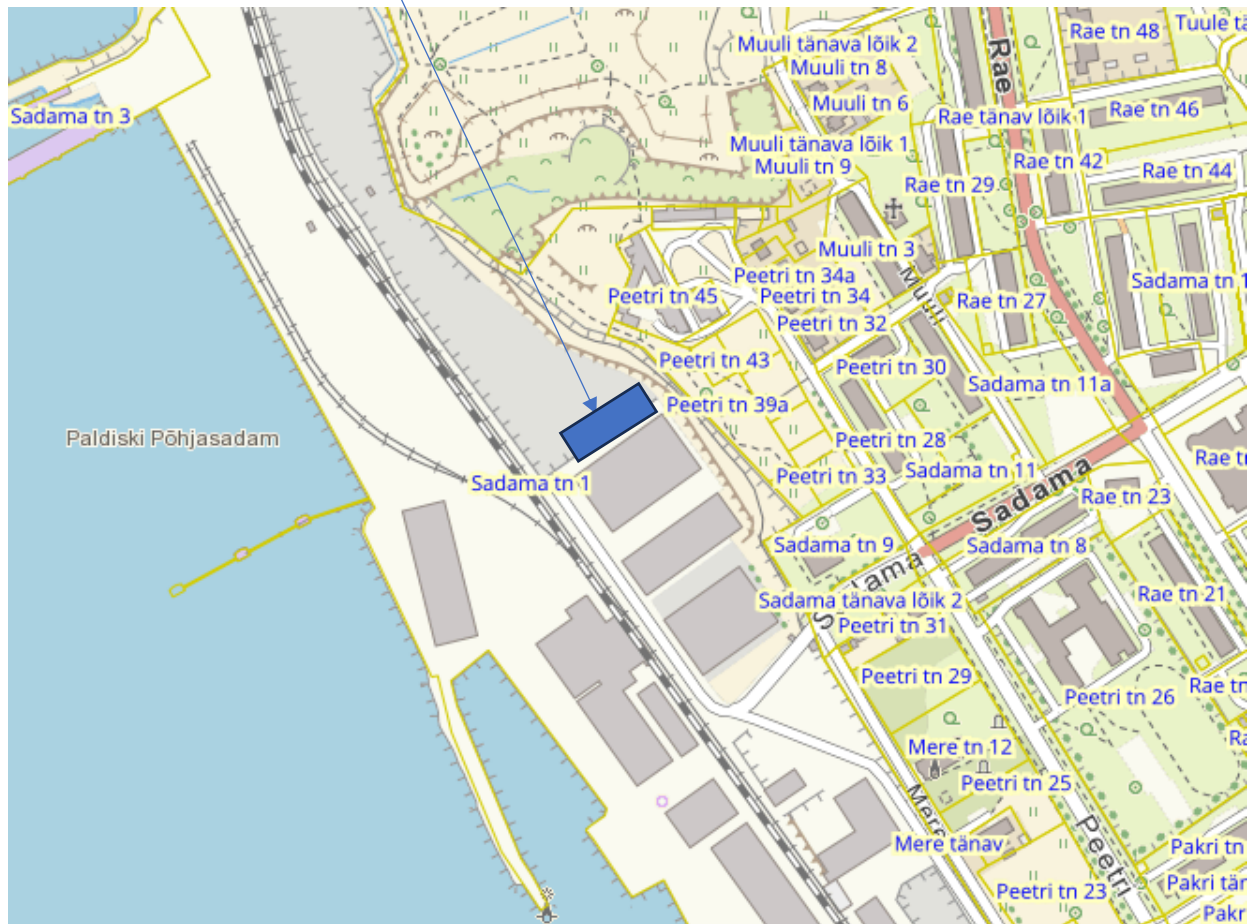 Muuli tänava lõik 2
Muuli tn 8
Rae tn 48
Tuule tä
Rae
Sadama tn 3
Muuli tn 6
Rae tänav lõik 1
Rae tn 46
Muuli tänava lõik 1
Muuli tn 9
Rae tn 42
Rae tn 29
Rae tn 44
Muuli tn 3
Peetri tn 34a
Muuli
Sadama tn 1
Peetri tn 45
Peetri tn 34
Rae tn 27
Peetri tn 32
Peetri tn 43
Peetri tn 30
Sadama tn 11a
Peetri tn 39a
Paldiski Põhjasadam
Peetri tn 28
Sadama tn 11
Rae tn
Peetri tn 33
Sadama tn 1
Sadama
Rae tn 23
Sadama tn 9
Sadama tn 8
Sadama
Rae tn 21
Sadama tänava lõik 2
Peetri tn 31
Peetri tn 29
Rae tn
Peetri tn 26
Ra
Mere tn 12
Peetri tn 25
Mere
Peetri
Mere tänav
Pakri tn
Pakri tän
Peetri tn 23
Pakr